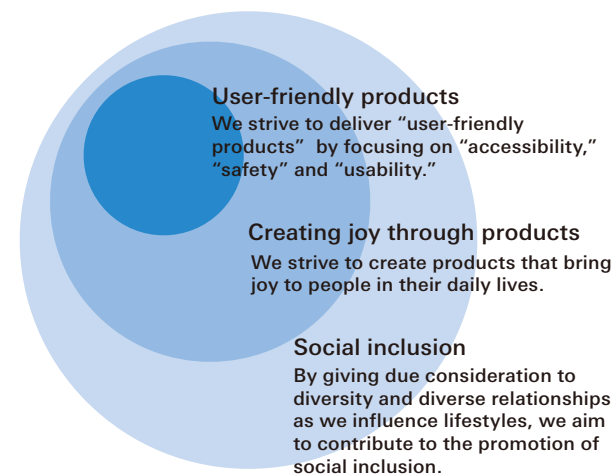 User-friendly products
We strive to deliver “user-friendly
products”  by focusing on “accessibility,”
“safety” and “usability.”
Creating joy through products
We strive to create products that bring
joy to people in their daily lives.
Social inclusion
By giving due consideration to
diversity and diverse relationships
as we influence lifestyles, we aim
to contribute to the promotion of
social inclusion.